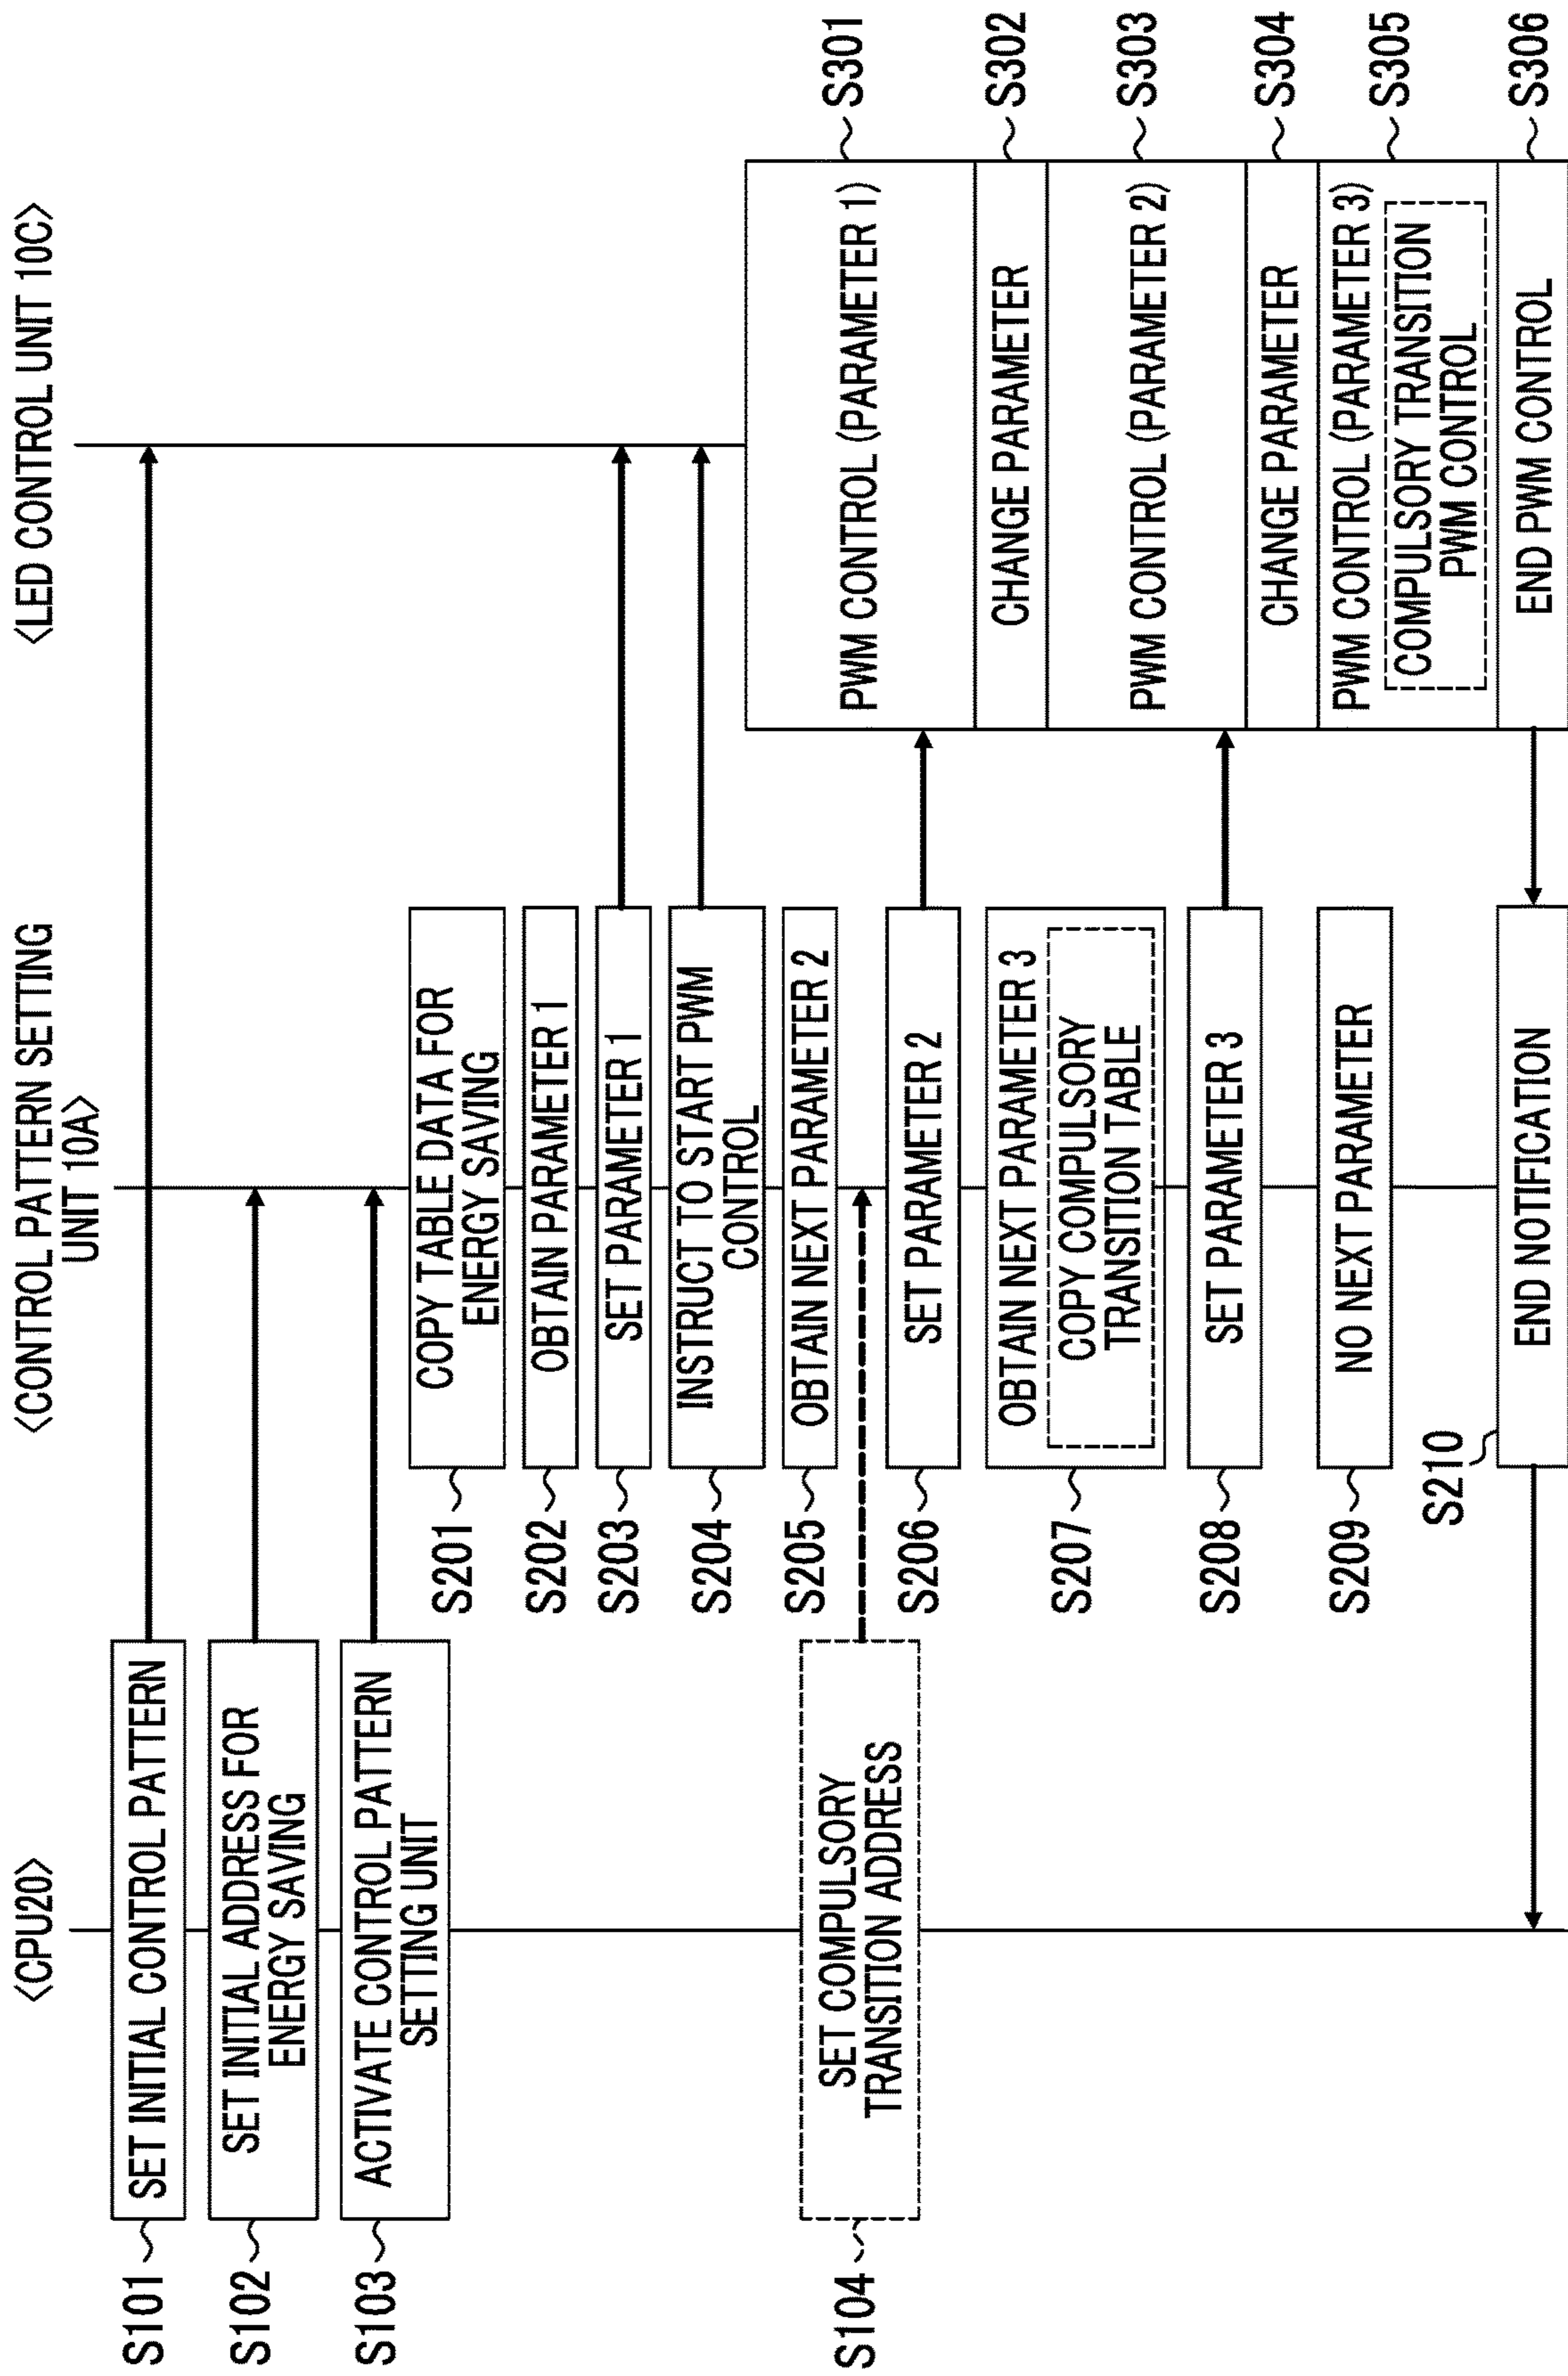 <CPU20>
S101
SET INITIAL CONTROL PATTERN
S102
SET INITIAL ADDRESS FOR
ENERGY SAVING
S103
ACTIVATE CONTROL PATTERN
SETTING UNIT
S104
SET COMPULSORY
TRANSITION ADDRESS
<CONTROL PATTERN SETTING
UNIT 10A>
S201
COPY TABLE DATA FOR
ENERGY SAVING
S202
OBTAIN PARAMETER 1
S203
SET PARAMETER 1
S204
INSTRUCT TO START PWM
CONTROL
S205
OBTAIN NEXT PARAMETER 2
S206
SET PARAMETER 2
S207
OBTAIN NEXT PARAMETER 3
COPY COMPULSORY
TRANSITION TABLE
S208
SET PARAMETER 3
S209
NO NEXT PARAMETER
S210
END NOTIFICATION
<LED CONTROL UNIT 10C>
PWM CONTROL (PARAMETER 1)
S301
CHANGE PARAMETER
S302
PWM CONTROL (PARAMETER 2)
S303
CHANGE PARAMETER
S304
PWM CONTROL (PARAMETER 3)
COMPULSORY TRANSITION
PWM CONTROL
S305
END PWM CONTROL
S306